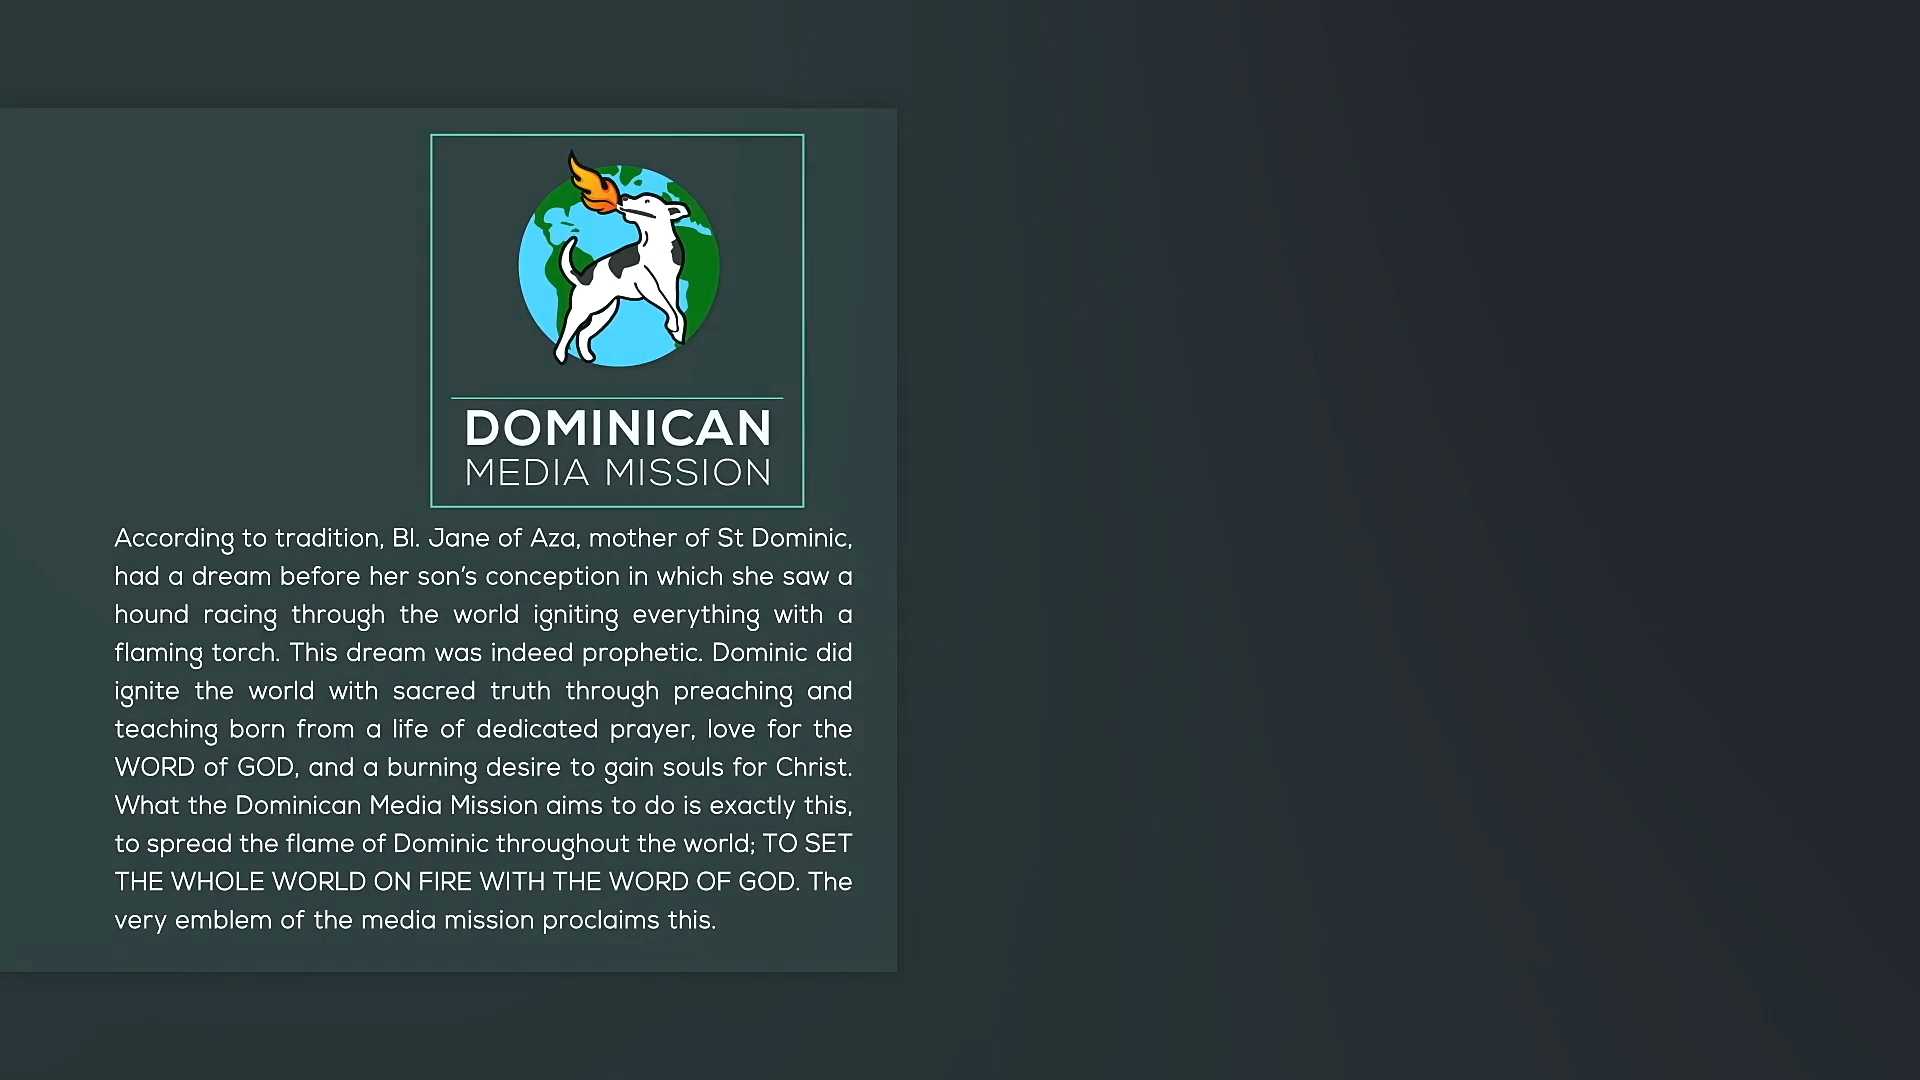 DOMINICAN
MEDIA MISSION
According to tradition, Bl. Jane of Aza, mother of St Dominic,
had a dream before her son’s conception in which she saw a
hound racing through the world igniting everything with a
flaming torch. This dream was indeed prophetic. Dominic did
ignite the world with sacred truth through preaching and
teaching born from a life of dedicated prayer, love for the
WORD of GOD, and a burning desire to gain souls for Christ.
What the Dominican Media Mission aims to do is exactly this,
to spread the flame of Dominic throughout the world; TO SET
THE WHOLE WORLD ON FIRE WITH THE WORD OF GOD. The
very emblem of the media mission proclaims this.